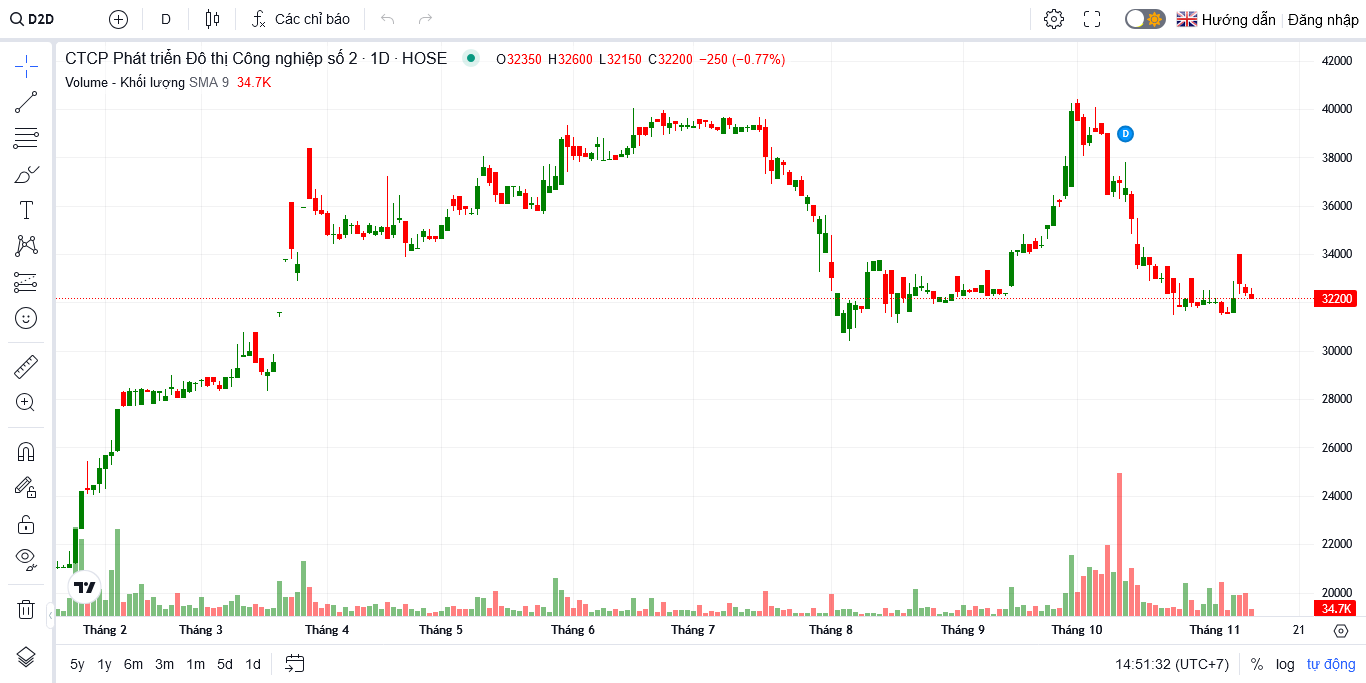 D2D D Các chỉ báo Hướng dẫn Đăng nhập
CTCP Phát triển Đô thị Công nghiệp số 2 · 1D · HOSE O32350 H32600 L32150 C32200 −250 (−0.77%)
Volume - Khối lượng SMA 9 34.7K
42000
40000
38000
36000
34000
32200
30000
28000
26000
24000
22000
20000
34.7K
D
Tháng 2 Tháng 3 Tháng 4 Tháng 5 Tháng 6 Tháng 7 Tháng 8 Tháng 9 Tháng 10 Tháng 11 21
5y 1y 6m 3m 1m 5d 1d 14:51:32 (UTC+7) % log tự động